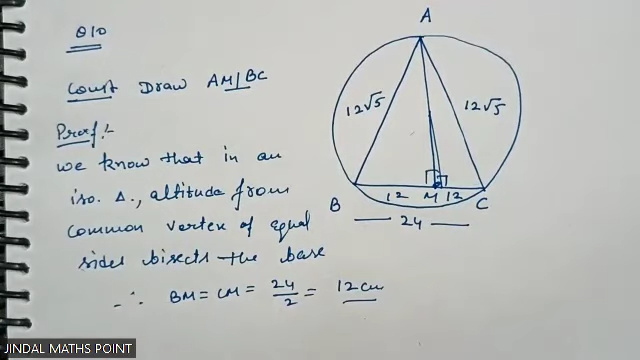 Q10
Const Draw AM⊥BC
Proof:-
we know that in an
iso. Δ., altitude from
common vertex of equal
sides bisects the base
∴ BM = CM = 24/2 = 12cm
A
12√5 12√5
12 M 12
B C
24
JINDAL MATHS POINT